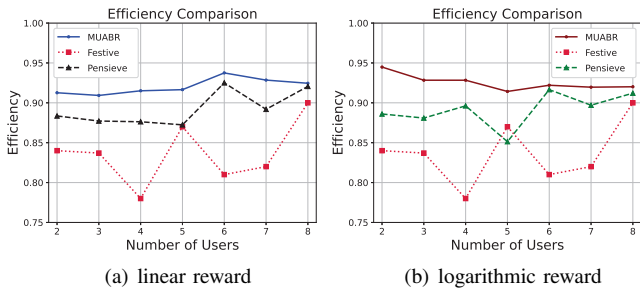 Efficiency Comparison
1.00
0.95
0.90
0.85
0.80
0.75
Efficiency
MUABR
Festive
Pensieve
2 3 4 5 6 7 8
Number of Users
(a) linear reward
Efficiency Comparison
1.00
0.95
0.90
0.85
0.80
0.75
Efficiency
MUABR
Festive
Pensieve
2 3 4 5 6 7 8
Number of Users
(b) logarithmic reward